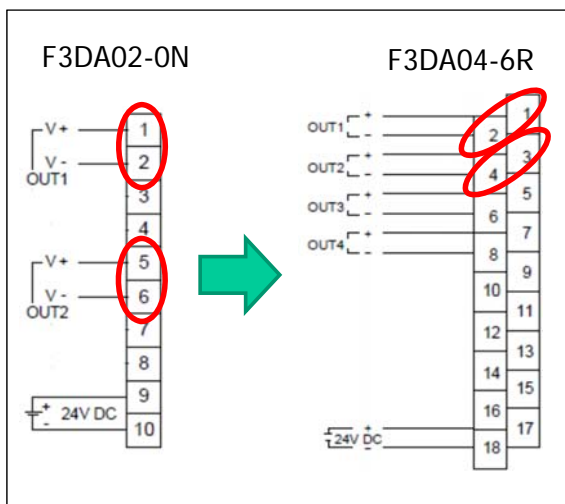 F3DA02-0N
V+
1
V-
2
OUT1
3
4
V+
5
V-
6
OUT2
7
8
9
+
24V DC
-
10
F3DA04-6R
1
OUT1
+
-
2
3
OUT2
+
-
4
5
OUT3
+
-
6
7
OUT4
+
-
8
9
10
11
12
13
14
15
16
17
+
24V DC
-
18